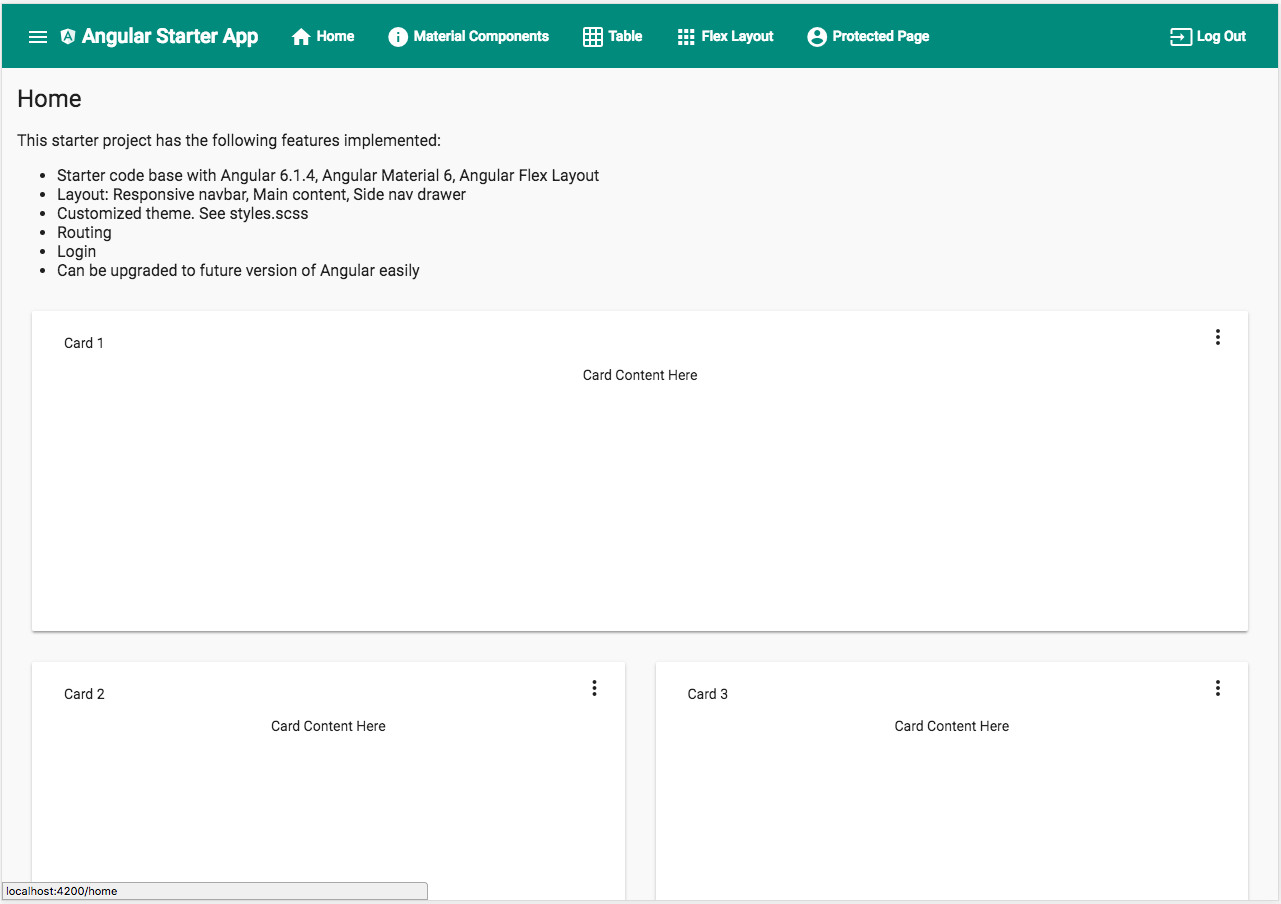 Angular Starter App Home Material Components Table Flex Layout Protected Page Log Out
Home
This starter project has the following features implemented:
Starter code base with Angular 6.1.4, Angular Material 6, Angular Flex Layout
Layout: Responsive navbar, Main content, Side nav drawer
Customized theme. See styles.scss
Routing
Login
Can be upgraded to future version of Angular easily
Card 1
Card Content Here
Card 2
Card Content Here
Card 3
Card Content Here
localhost:4200/home